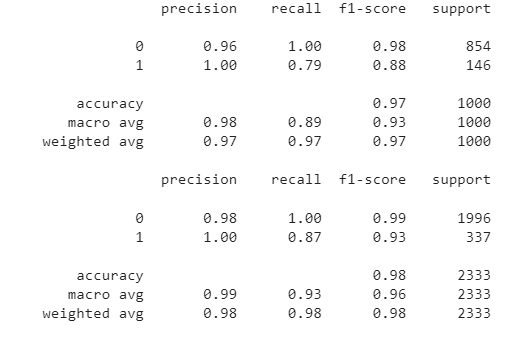 precision recall f1-score support
0 0.96 1.00 0.98 854
1 1.00 0.79 0.88 146
accuracy 0.97 1000
macro avg 0.98 0.89 0.93 1000
weighted avg 0.97 0.97 0.97 1000
precision recall f1-score support
0 0.98 1.00 0.99 1996
1 1.00 0.87 0.93 337
accuracy 0.98 2333
macro avg 0.99 0.93 0.96 2333
weighted avg 0.98 0.98 0.98 2333